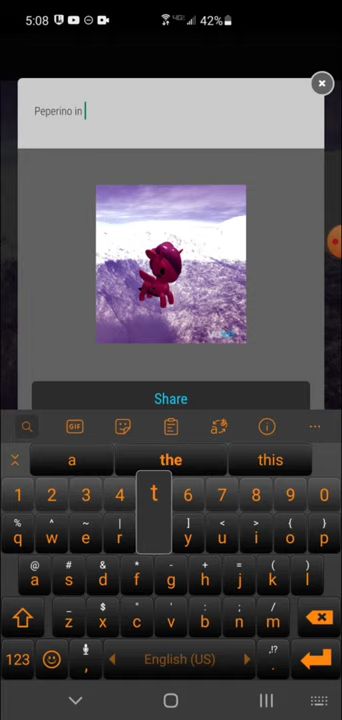 5:08 42%
Peperino in
Share
GIF
a the this
1 2 3 4 t 6 7 8 9 0
% ^ ~ | ] < > { }
q w e r y u i o p
@ # & * - + = ( )
a s d f g h j k l
_ $ " ' : ; /
z x c v b n m
123 , English (US) ,!? .